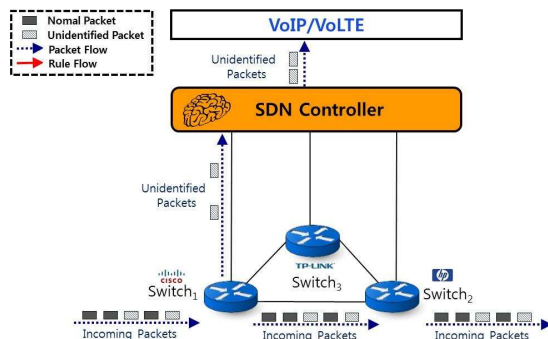 Nomal Packet
Unidentified Packet
Packet Flow
Rule Flow
VoIP/VoLTE
Unidentified
Packets
SDN Controller
Unidentified
Packets
CISCO
Switch1
TP-LINK
Switch3
hp
Switch2
Incoming Packets
Incoming Packets
Incoming Packets